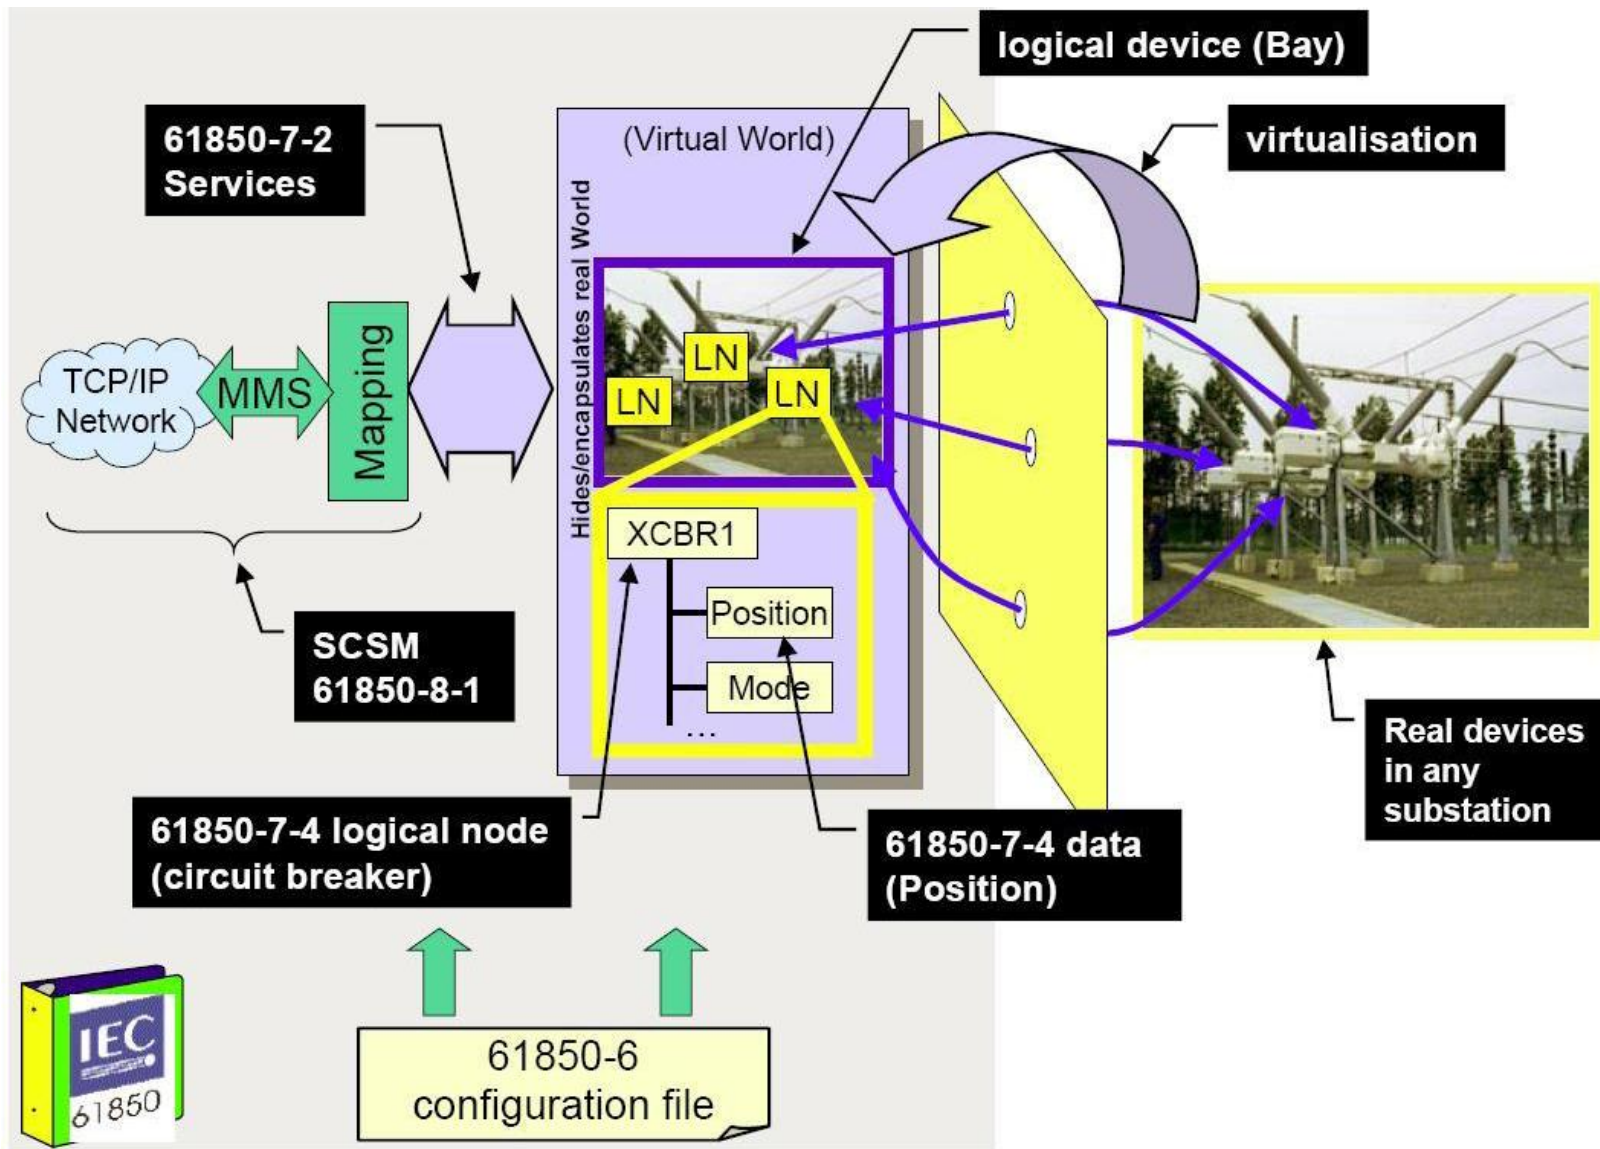 logical device (Bay)
61850-7-2
Services
(Virtual World)
virtualisation
Hides/encapsulates real World
TCP/IP
Network
MMS
Mapping
LN
LN
LN
XCBR1
Position
Mode
...
SCSM
61850-8-1
Real devices
in any
substation
61850-7-4 logical node
(circuit breaker)
61850-7-4 data
(Position)
IEC
61850
61850-6
configuration file